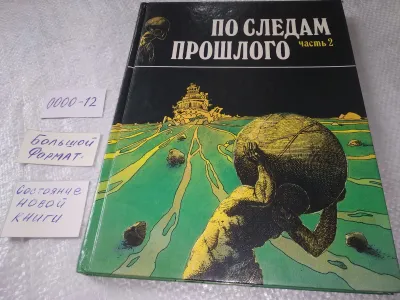 ПО СЛЕДАМ
ПРОШЛОГО
часть 2
0000-12
Большой
Формат
Состояние
новой
книги